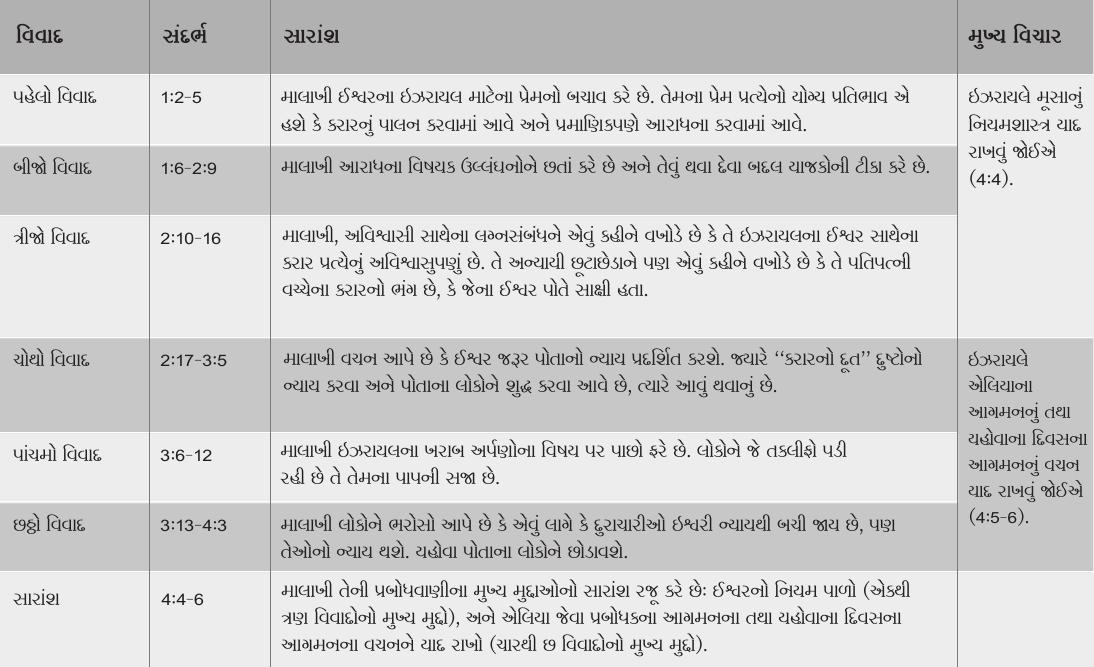 વિવાદ સંદર્ભ સારાંશ મુખ્ય વિચાર
પહેલો વિવાદ 1:2-5 માલાખી ઈશ્વરના ઇઝરાયલ માટેના પ્રેમનો બચાવ કરે છે. તેમના પ્રેમ પ્રત્યેનો યોગ્ય પ્રતિભાવ એ
હશે કે કરારનું પાલન કરવામાં આવે અને પ્રમાણિકપણે આરાધના કરવામાં આવે.
ઇઝરાયલે મૂસાનું
નિયમશાસ્ત્ર યાદ
રાખવું જોઈએ
(4:4).
બીજો વિવાદ 1:6-2:9 માલાખી આરાધના વિષયક ઉલ્લંઘનોને છતાં કરે છે અને તેવું થવા દેવા બદલ યાજકોની ટીકા કરે છે.
ત્રીજો વિવાદ 2:10-16 માલાખી, અવિશ્વાસી સાથેના લગ્નસંબંધને એવું કહીને વખોડે છે કે તે ઇઝરાયલના ઈશ્વર સાથેના
કરાર પ્રત્યેનું અવિશ્વાસુપણું છે. તે અન્યાયી છૂટાછેડાને પણ એવું કહીને વખોડે છે કે તે પતિપત્ની
વચ્ચેના કરારનો ભંગ છે, કે જેના ઈશ્વર પોતે સાક્ષી હતા.
ચોથો વિવાદ 2:17-3:5 માલાખી વચન આપે છે કે ઈશ્વર જરૂર પોતાનો ન્યાય પ્રદર્શિત કરશે. જ્યારે “કરારનો દૂત” દુષ્ટોનો
ન્યાય કરવા અને પોતાના લોકોને શુદ્ધ કરવા આવે છે, ત્યારે આવું થવાનું છે.
ઇઝરાયલે
એલિયાના
આગમનનું તથા
યહોવાના દિવસના
આગમનનું વચન
યાદ રાખવું જોઈએ
(4:5-6).
પાંચમો વિવાદ 3:6-12 માલાખી ઇઝરાયલના ખરાબ અર્પણોના વિષય પર પાછો ફરે છે. લોકોને જે તકલીફો પડી
રહી છે તે તેમના પાપની સજા છે.
છઠ્ઠો વિવાદ 3:13-4:3 માલાખી લોકોને ભરોસો આપે છે કે એવું લાગે કે દુરાચારીઓ ઈશ્વરી ન્યાયથી બચી જાય છે, પણ
તેઓનો ન્યાય થશે. યહોવા પોતાના લોકોને છોડાવશે.
સારાંશ 4:4-6 માલાખી તેની પ્રબોધવાણીના મુખ્ય મુદ્દાઓનો સારાંશ રજૂ કરે છે: ઈશ્વરનો નિયમ પાળો (એકથી
ત્રણ વિવાદોનો મુખ્ય મુદ્દો), અને એલિયા જેવા પ્રબોધકના આગમનના તથા યહોવાના દિવસના
આગમનના વચનને યાદ રાખો (ચારથી છ વિવાદોનો મુખ્ય મુદ્દો).